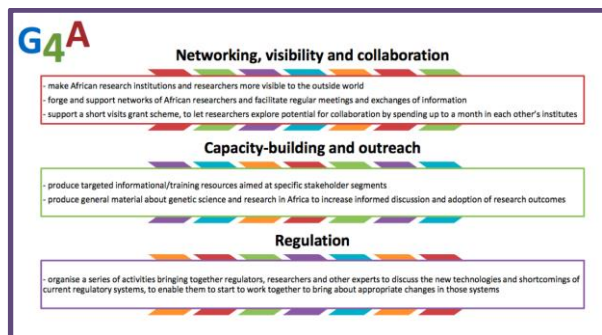 G4A
Networking, visibility and collaboration
- make African research institutions and researchers more visible to the outside world
- forge and support networks of African researchers and facilitate regular meetings and exchanges of information
- support a short visits grant scheme, to let researchers explore potential for collaboration by spending up to a month in each other's institutes
Capacity-building and outreach
- produce targeted informational/training resources aimed at specific stakeholder segments
- produce general material about genetic science and research in Africa to increase informed discussion and adoption of research outcomes
Regulation
- organise a series of activities bringing together regulators, researchers and other experts to discuss the new technologies and shortcomings of
current regulatory systems, to enable them to start to work together to bring about appropriate changes in those systems